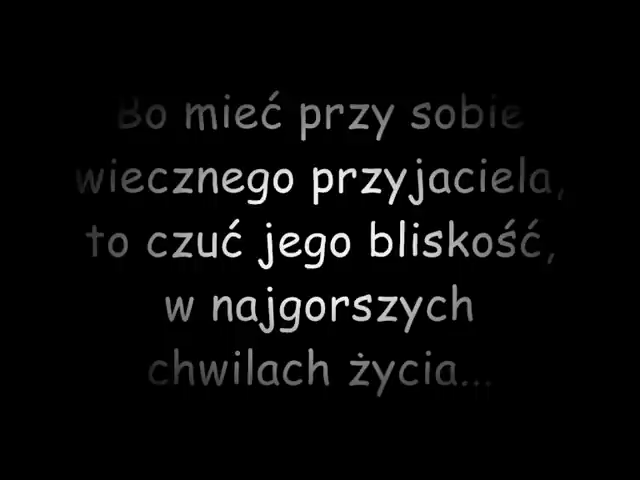 Bo mieć przy sobie
wiecznego przyjaciela,
to czuć jego bliskość,
w najgorszych
chwilach życia...